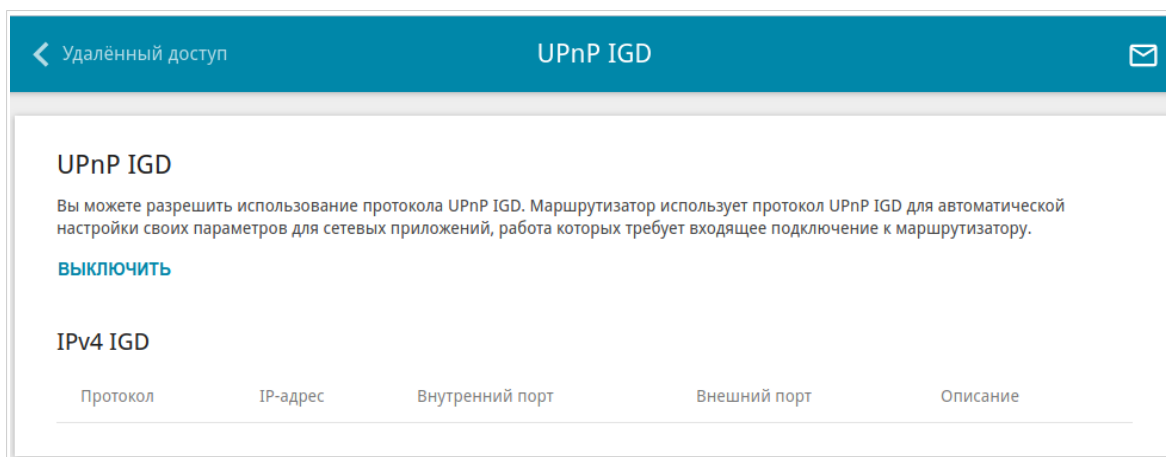 Удалённый доступ UPnP IGD
UPnP IGD
Вы можете разрешить использование протокола UPnP IGD. Маршрутизатор использует протокол UPnP IGD для автоматической
настройки своих параметров для сетевых приложений, работа которых требует входящее подключение к маршрутизатору.
ВЫКЛЮЧИТЬ
IPv4 IGD
Протокол IP-адрес Внутренний порт Внешний порт Описание